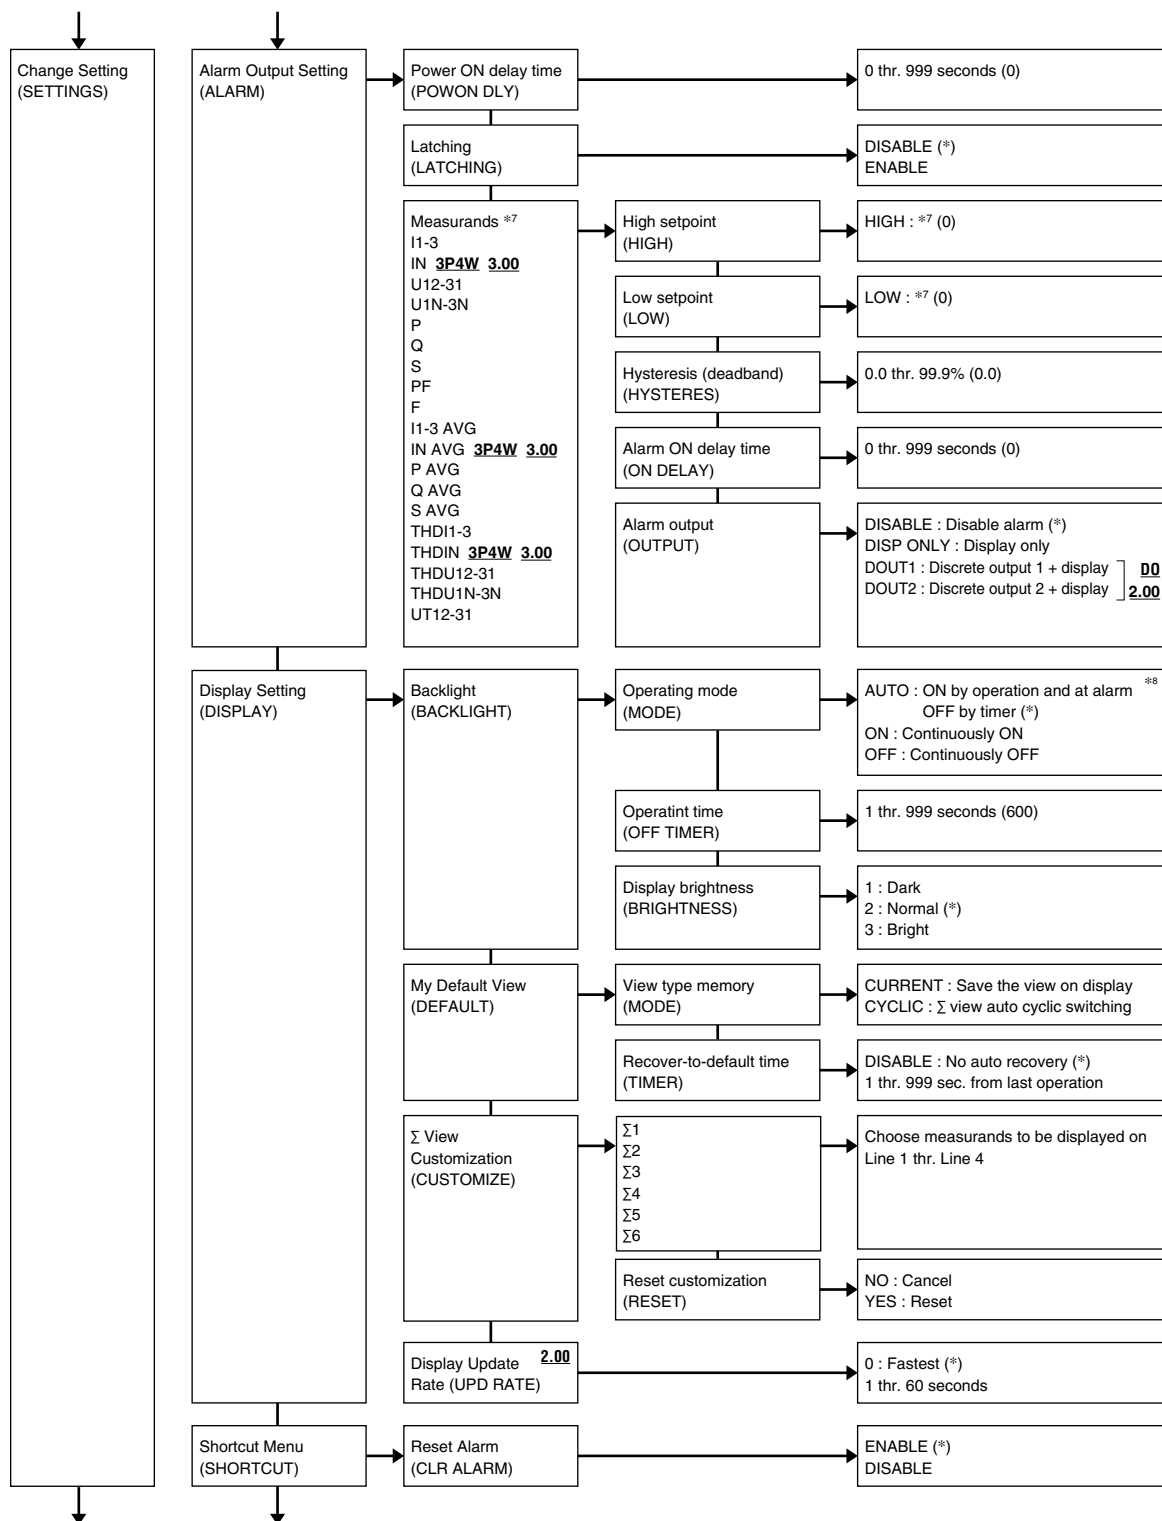 Change Setting
(SETTINGS)
Alarm Output Setting
(ALARM)
Power ON delay time
(POWON DLY)
0 thr. 999 seconds (0)
Latching
(LATCHING)
DISABLE (*)
ENABLE
Measurands *7
I1-3
IN 3P4W 3.00
U12-31
U1N-3N
P
Q
S
PF
F
I1-3 AVG
IN AVG 3P4W 3.00
P AVG
Q AVG
S AVG
THDI1-3
THDIN 3P4W 3.00
THDU12-31
THDU1N-3N
UT12-31
High setpoint
(HIGH)
HIGH : *7 (0)
Low setpoint
(LOW)
LOW : *7 (0)
Hysteresis (deadband)
(HYSTERES)
0.0 thr. 99.9% (0.0)
Alarm ON delay time
(ON DELAY)
0 thr. 999 seconds (0)
Alarm output
(OUTPUT)
DISABLE : Disable alarm (*)
DISP ONLY : Display only
DOUT1 : Discrete output 1 + display DO
DOUT2 : Discrete output 2 + display 2.00
Display Setting
(DISPLAY)
Backlight
(BACKLIGHT)
Operating mode
(MODE)
AUTO : ON by operation and at alarm *8
OFF by timer (*)
ON : Continuously ON
OFF : Continuously OFF
Operatint time
(OFF TIMER)
1 thr. 999 seconds (600)
Display brightness
(BRIGHTNESS)
1 : Dark
2 : Normal (*)
3 : Bright
My Default View
(DEFAULT)
View type memory
(MODE)
CURRENT : Save the view on display
CYCLIC : Σ view auto cyclic switching
Recover-to-default time
(TIMER)
DISABLE : No auto recovery (*)
1 thr. 999 sec. from last operation
Σ View
Customization
(CUSTOMIZE)
Σ1
Σ2
Σ3
Σ4
Σ5
Σ6
Choose measurands to be displayed on
Line 1 thr. Line 4
Reset customization
(RESET)
NO : Cancel
YES : Reset
Display Update 2.00
Rate (UPD RATE)
0 : Fastest (*)
1 thr. 60 seconds
Shortcut Menu
(SHORTCUT)
Reset Alarm
(CLR ALARM)
ENABLE (*)
DISABLE